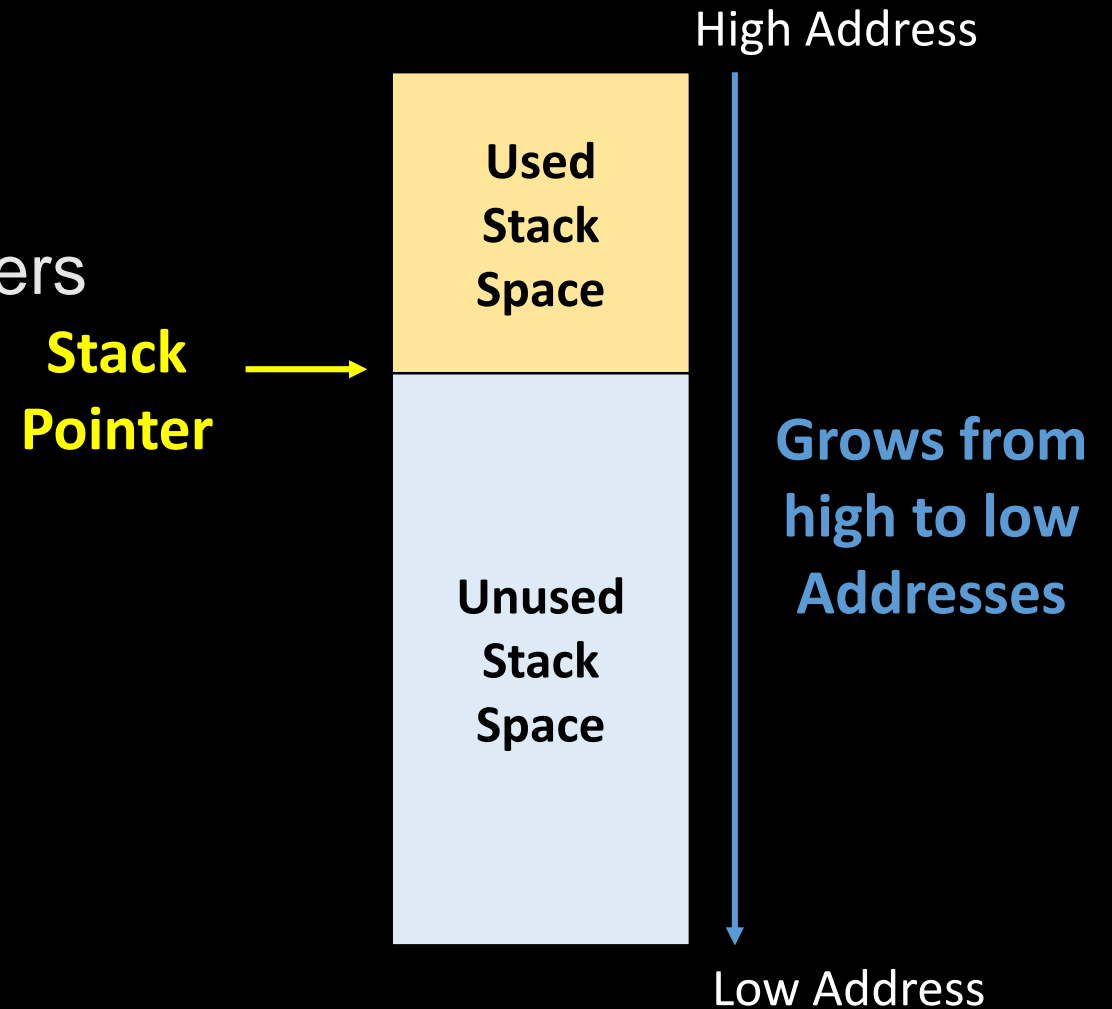 High Address
Used
Stack
Space
ers
Stack
Pointer
Grows from
high to low
Addresses
Unused
Stack
Space
Low Address